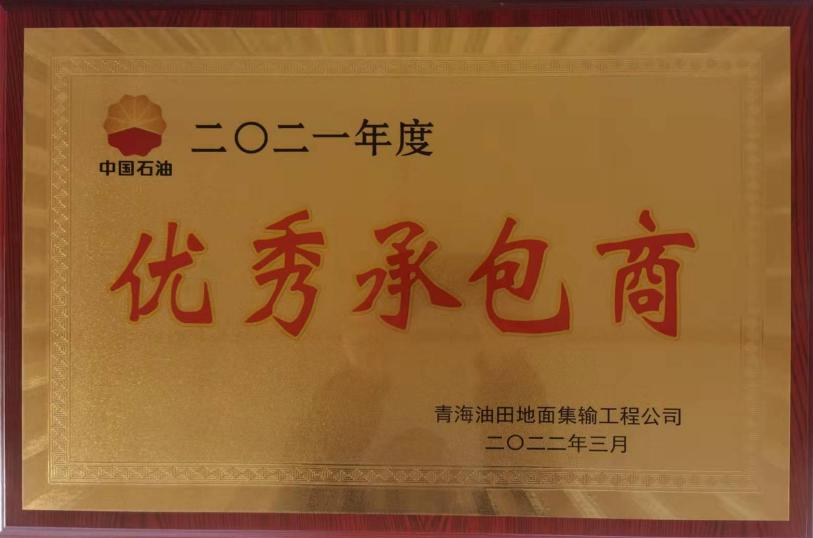 中国石油
二〇二一年度
优秀承包商
青海油田地面集输工程公司
二〇二二年三月